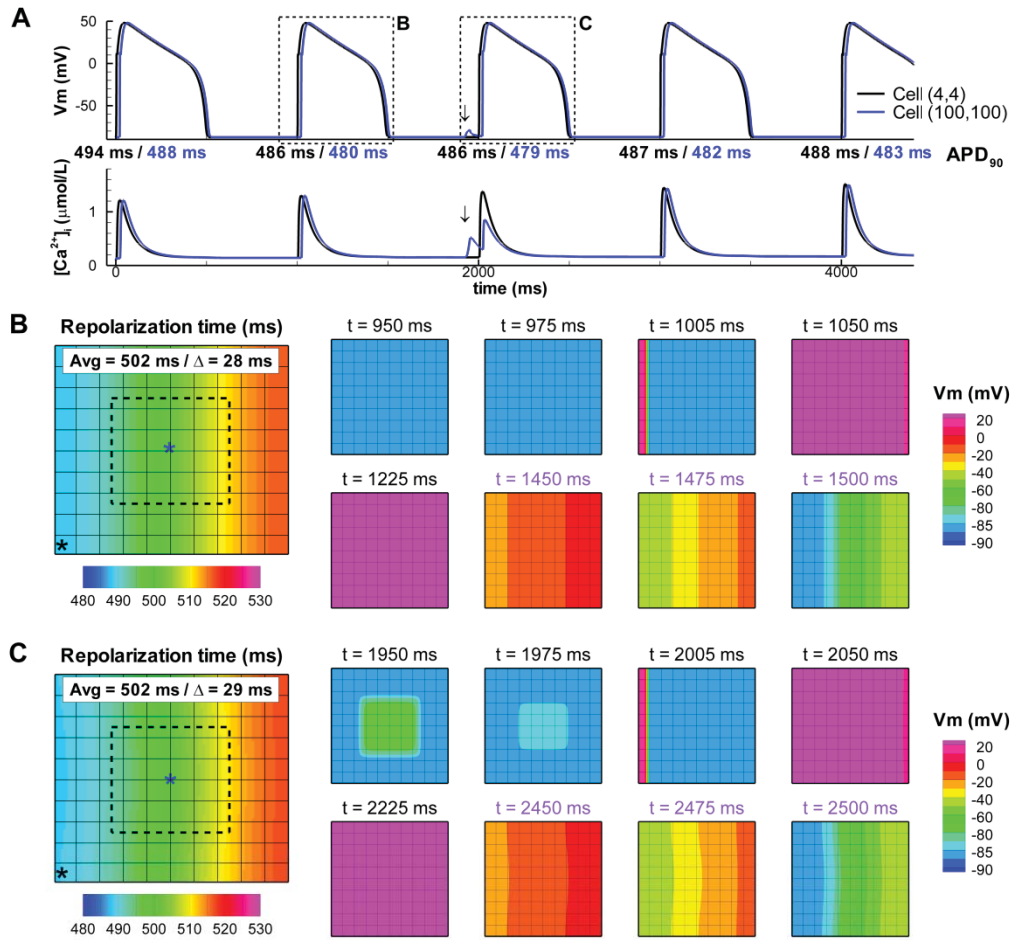 A
B
C
Vm (mV)
50
0
-50
Cell (4,4)
Cell (100,100)
494 ms / 488 ms
486 ms / 480 ms
486 ms / 479 ms
487 ms / 482 ms
488 ms / 483 ms
APD90
[Ca2+]i (μmol/L)
1
0
0
2000
4000
time (ms)
B
Repolarization time (ms)
Avg = 502 ms / Δ = 28 ms
*
*
480 490 500 510 520 530
t = 950 ms
t = 975 ms
t = 1005 ms
t = 1050 ms
t = 1225 ms
t = 1450 ms
t = 1475 ms
t = 1500 ms
Vm (mV)
20
0
-20
-40
-60
-80
-85
-90
C
Repolarization time (ms)
Avg = 502 ms / Δ = 29 ms
*
*
480 490 500 510 520 530
t = 1950 ms
t = 1975 ms
t = 2005 ms
t = 2050 ms
t = 2225 ms
t = 2450 ms
t = 2475 ms
t = 2500 ms
Vm (mV)
20
0
-20
-40
-60
-80
-85
-90